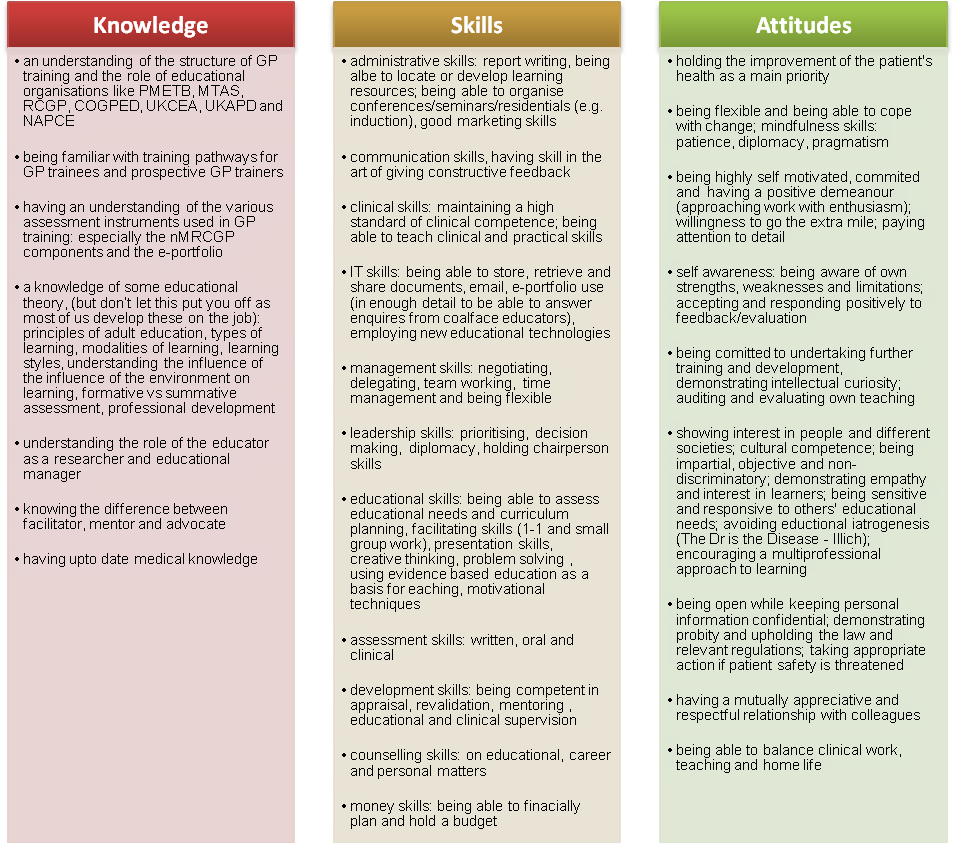 Knowledge
• an understanding of the structure of GP
training and the role of educational
organisations like PMETB, MTAS,
RCGP, COGPED, UKCEA, UKAPD and
NAPCE
• being familiar with training pathways for
GP trainees and prospective GP trainers
• having an understanding of the various
assessment instruments used in GP
training: especially the nMRCGP
components and the e-portfolio
• a knowledge of some educational
theory, (but don't let this put you off as
most of us develop these on the job):
principles of adult education, types of
learning, modalities of learning, learning
styles, understanding the influence of
the influence of the environment on
learning, formative vs summative
assessment, professional development
• understanding the role of the educator
as a researcher and educational
manager
• knowing the difference between
facilitator, mentor and advocate
• having upto date medical knowledge
Skills
• administrative skills: report writing, being
albe to locate or develop learning
resources; being able to organise
conferences/seminars/residentials (e.g.
induction), good marketing skills
• communication skills, having skill in the
art of giving constructive feedback
• clinical skills: maintaining a high
standard of clinical competence; being
able to teach clinical and practical skills
• IT skills: being able to store, retrieve and
share documents, email, e-portfolio use
(in enough detail to be able to answer
enquires from coalface educators),
employing new educational technologies
• management skills: negotiating,
delegating, team working, time
management and being flexible
• leadership skills: prioritising, decision
making, diplomacy, holding chairperson
skills
• educational skills: being able to assess
educational needs and curriculum
planning, facilitating skills (1-1 and small
group work), presentation skills,
creative thinking, problem solving ,
using evidence based education as a
basis for eaching, motivational
techniques
• assessment skills: written, oral and
clinical
• development skills: being competent in
appraisal, revalidation, mentoring ,
educational and clinical supervision
• counselling skills: on educational, career
and personal matters
• money skills: being able to finacially
plan and hold a budget
Attitudes
• holding the improvement of the patient's
health as a main priority
• being flexible and being able to cope
with change; mindfulness skills:
patience, diplomacy, pragmatism
• being highly self motivated, commited
and having a positive demeanour
(approaching work with enthusiasm);
willingness to go the extra mile; paying
attention to detail
• self awareness: being aware of own
strengths, weaknesses and limitations;
accepting and responding positively to
feedback/evaluation
• being comitted to undertaking further
training and development,
demonstrating intellectual curiosity;
auditing and evaluating own teaching
• showing interest in people and different
societies; cultural competence; being
impartial, objective and non-
discriminatory; demonstrating empathy
and interest in learners; being sensitive
and responsive to others' educational
needs; avoiding eductional iatrogenesis
(The Dr is the Disease - Illich);
encouraging a multiprofessional
approach to learning
• being open while keeping personal
information confidential; demonstrating
probity and upholding the law and
relevant regulations; taking appropriate
action if patient safety is threatened
• having a mutually appreciative and
respectful relationship with colleagues
• being able to balance clinical work,
teaching and home life